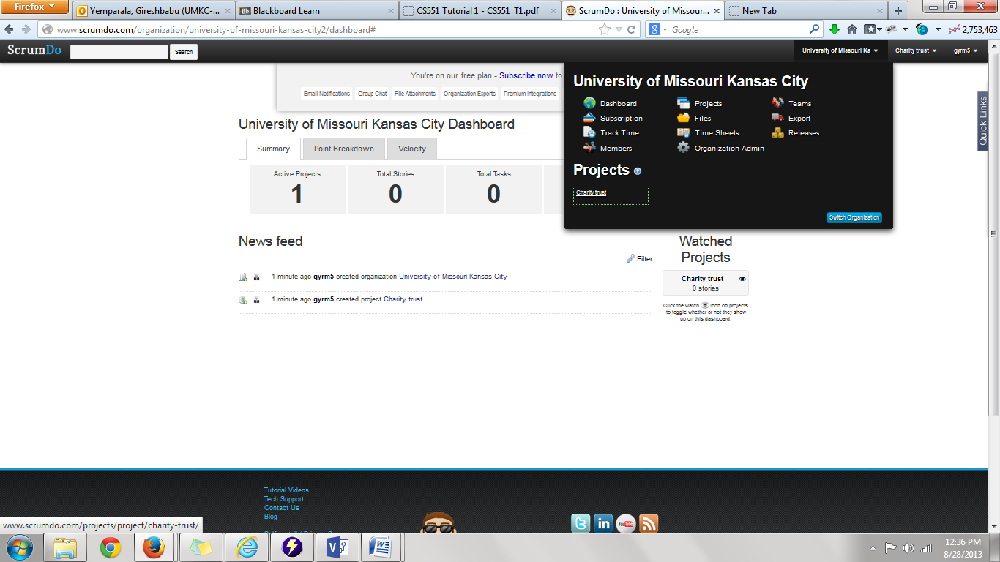 Firefox
Yemparala, Gireshbabu (UMKC-...
Blackboard Learn
CS551 Tutorial 1 - CS551_T1.pdf
ScrumDo : University of Missour...
New Tab
www.scrumdo.com/organization/university-of-missouri-kansas-city2/dashboard#
Google
2,753,463
ScrumDo
Search
University of Missouri Ka
Charity trust
gyrm5
You're on our free plan - Subscribe now to
Email Notifications
Group Chat
File Attachments
Organization Exports
Premium Integrations
University of Missouri Kansas City
Dashboard
Projects
Teams
Subscription
Files
Export
Track Time
Time Sheets
Releases
Members
Organization Admin
Projects
Charity trust
Switch Organization
Quick Links
University of Missouri Kansas City Dashboard
Summary
Point Breakdown
Velocity
Active Projects
1
Total Stories
0
Total Tasks
0
News feed
Filter
1 minute ago gyrm5 created organization University of Missouri Kansas City
1 minute ago gyrm5 created project Charity trust
Watched
Projects
Charity trust
0 stories
Click the watch icon on projects
to toggle whether or not they show
up on this dashboard.
Tutorial Videos
Tech Support
Contact Us
Blog
www.scrumdo.com/projects/project/charity-trust/
12:36 PM
8/28/2013